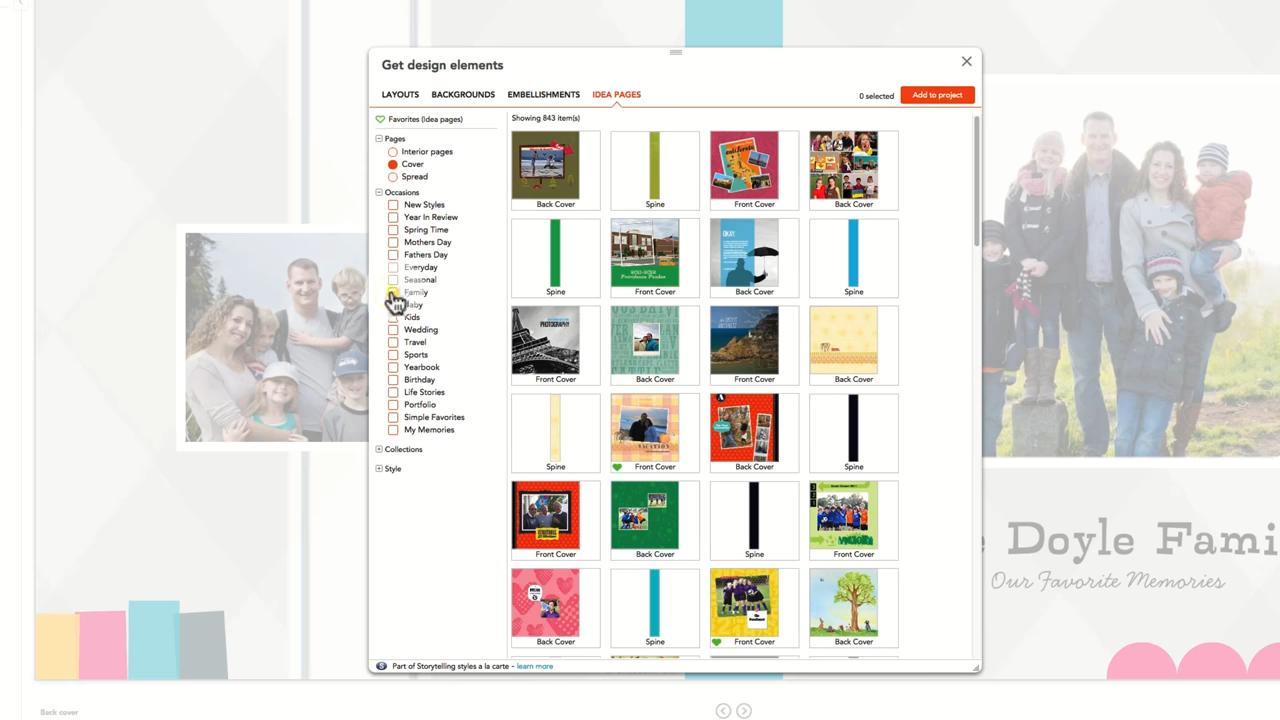 Get design elements
LAYOUTS BACKGROUNDS EMBELLISHMENTS IDEA PAGES 0 selected Add to project
Favorites (Idea pages)
Showing 843 item(s)
Pages
Interior pages
Cover
Spread
Occasions
New Styles
Year In Review
Spring Time
Mothers Day
Fathers Day
Everyday
Seasonal
Family
Baby
Kids
Wedding
Travel
Sports
Yearbook
Birthday
Life Stories
Portfolio
Simple Favorites
My Memories
Collections
Style
california
Back Cover Spine Front Cover Back Cover
OKAY.
Spine Front Cover Back Cover Spine
PHOTOGRAPHY
Front Cover Back Cover Front Cover Back Cover
VACATION
Spine Front Cover Back Cover Spine
Front Cover Back Cover Spine Front Cover
Back Cover Spine Front Cover Back Cover
Part of Storytelling styles a la carte - learn more
Doyle Fami
Our Favorite Memories
Back cover